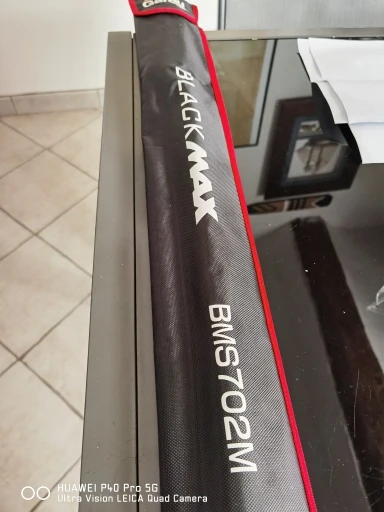 BLACK MAX
BMS702M
HUAWEI P40 Pro 5G
Ultra Vision LEICA Quad Camera